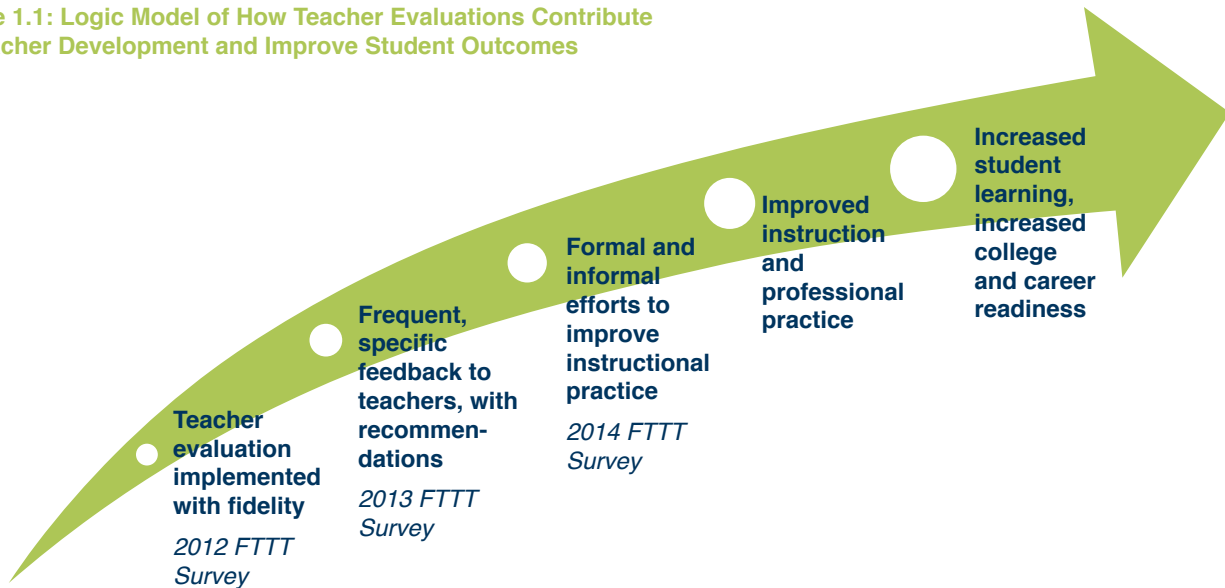 e 1.1: Logic Model of How Teacher Evaluations Contribute
cher Development and Improve Student Outcomes
Teacher
evaluation
implemented
with fidelity
2012 FTTT
Survey
Frequent,
specific
feedback to
teachers, with
recommen-
dations
2013 FTTT
Survey
Formal and
informal
efforts to
improve
instructional
practice
2014 FTTT
Survey
Improved
instruction
and
professional
practice
Increased
student
learning,
increased
college
and career
readiness